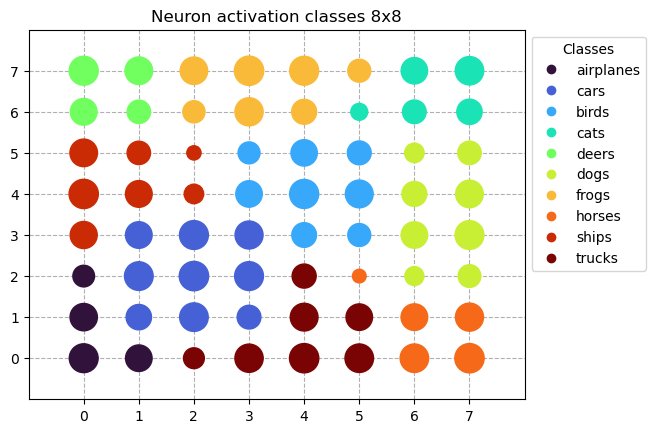 Neuron activation classes 8x8
7
6
5
4
3
2
1
0
0 1 2 3 4 5 6 7
Classes
airplanes
cars
birds
cats
deers
dogs
frogs
horses
ships
trucks